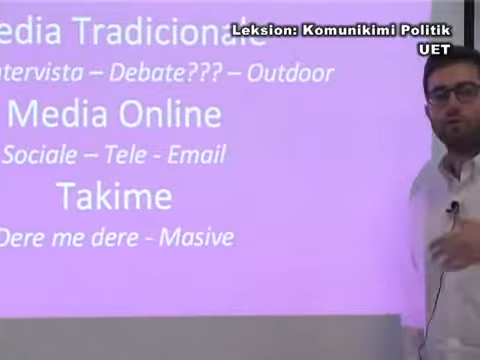 Leksion: Komunikimi Politik
UET
edia Tradicionale
ntervista – Debate??? – Outdoor
Media Online
Sociale – Tele - Email
Takime
Dere me dere - Masive